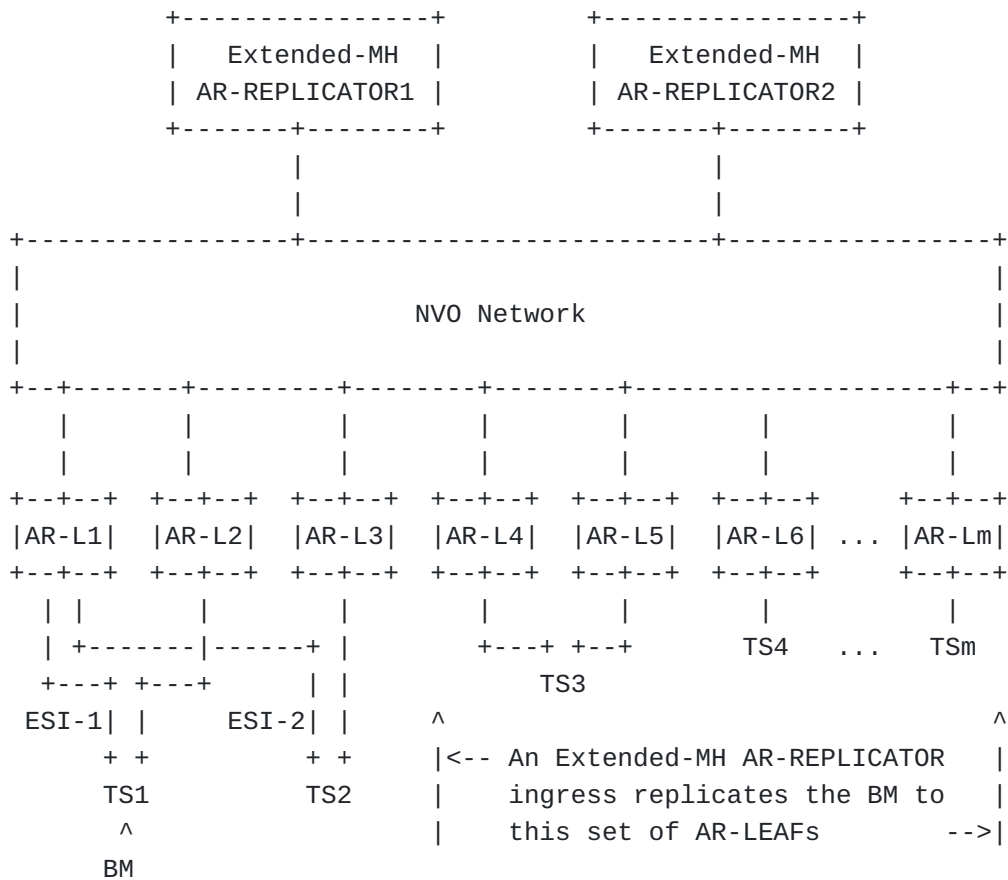 Extended-MH Extended-MH
AR-REPLICATOR1 AR-REPLICATOR2
NVO Network
AR-L1 AR-L2 AR-L3 AR-L4 AR-L5 AR-L6 ... AR-Lm
TS4 ... TSm
TS3
ESI-1 ESI-2
<-- An Extended-MH AR-REPLICATOR
TS1 TS2 ingress replicates the BM to
this set of AR-LEAFs -->
BM